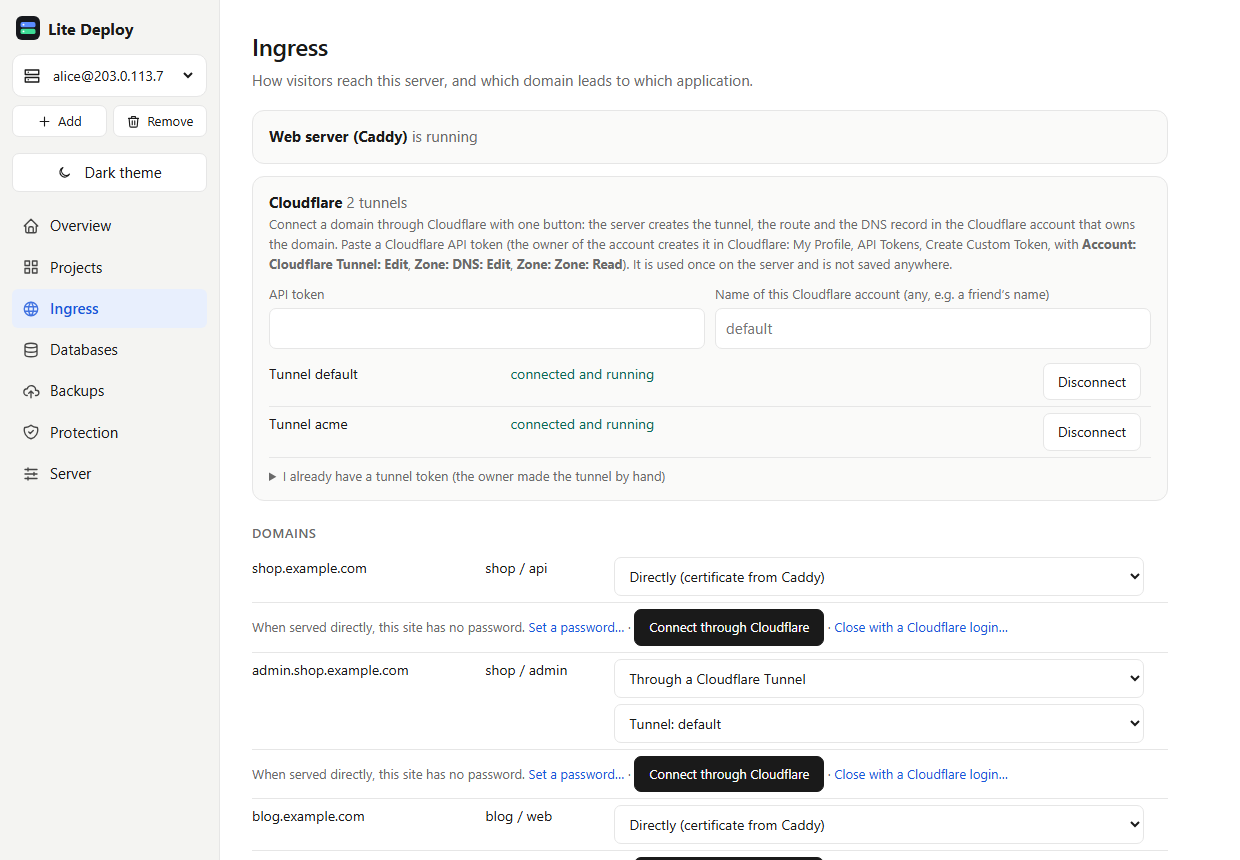 Lite Deploy
alice@203.0.113.7
Add
Remove
Dark theme
Overview
Projects
Ingress
Databases
Backups
Protection
Server
Ingress
How visitors reach this server, and which domain leads to which application.
Web server (Caddy) is running
Cloudflare 2 tunnels
Connect a domain through Cloudflare with one button: the server creates the tunnel, the route and the DNS record in the Cloudflare account that owns
the domain. Paste a Cloudflare API token (the owner of the account creates it in Cloudflare: My Profile, API Tokens, Create Custom Token, with Account:
Cloudflare Tunnel: Edit, Zone: DNS: Edit, Zone: Zone: Read). It is used once on the server and is not saved anywhere.
API token
Name of this Cloudflare account (any, e.g. a friend's name)
default
Tunnel default connected and running Disconnect
Tunnel acme connected and running Disconnect
I already have a tunnel token (the owner made the tunnel by hand)
DOMAINS
shop.example.com shop / api Directly (certificate from Caddy)
When served directly, this site has no password. Set a password... · Connect through Cloudflare · Close with a Cloudflare login...
admin.shop.example.com shop / admin Through a Cloudflare Tunnel
Tunnel: default
When served directly, this site has no password. Set a password... · Connect through Cloudflare · Close with a Cloudflare login...
blog.example.com blog / web Directly (certificate from Caddy)